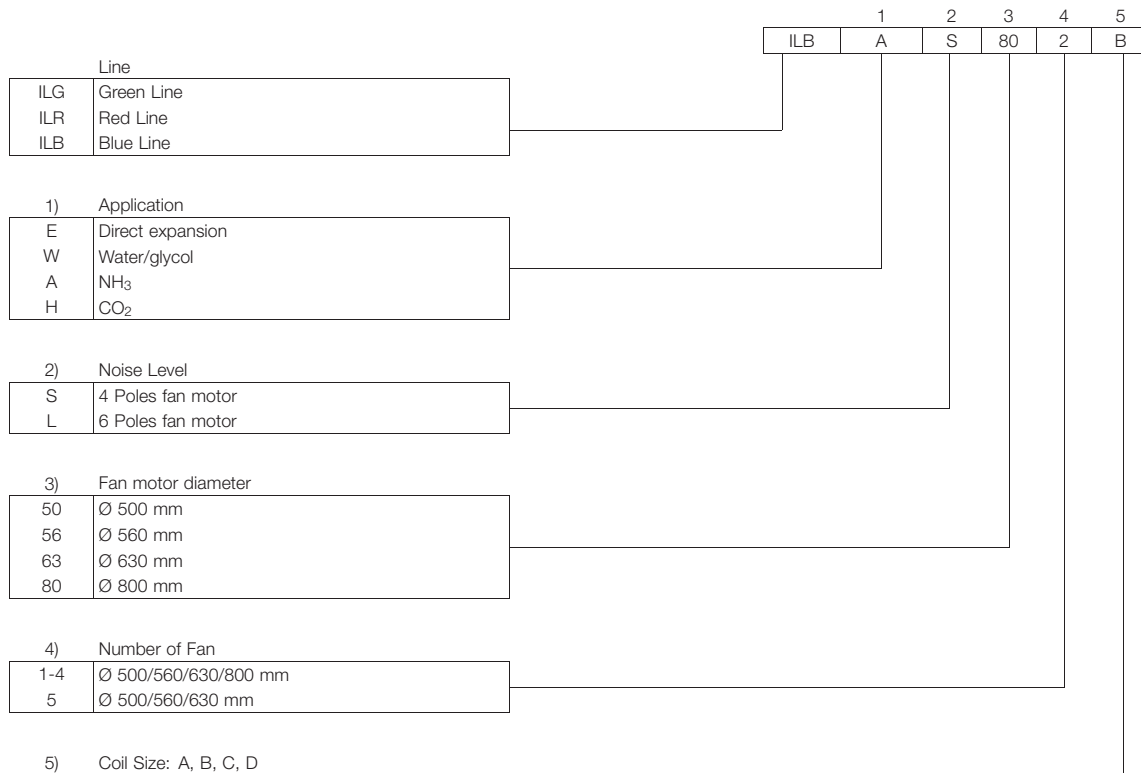 1 2 3 4 5
ILB A S 80 2 B
Line
ILG Green Line
ILR Red Line
ILB Blue Line
1) Application
E Direct expansion
W Water/glycol
A NH₃
H CO₂
2) Noise Level
S 4 Poles fan motor
L 6 Poles fan motor
3) Fan motor diameter
50 Ø 500 mm
56 Ø 560 mm
63 Ø 630 mm
80 Ø 800 mm
4) Number of Fan
1-4 Ø 500/560/630/800 mm
5 Ø 500/560/630 mm
5) Coil Size: A, B, C, D